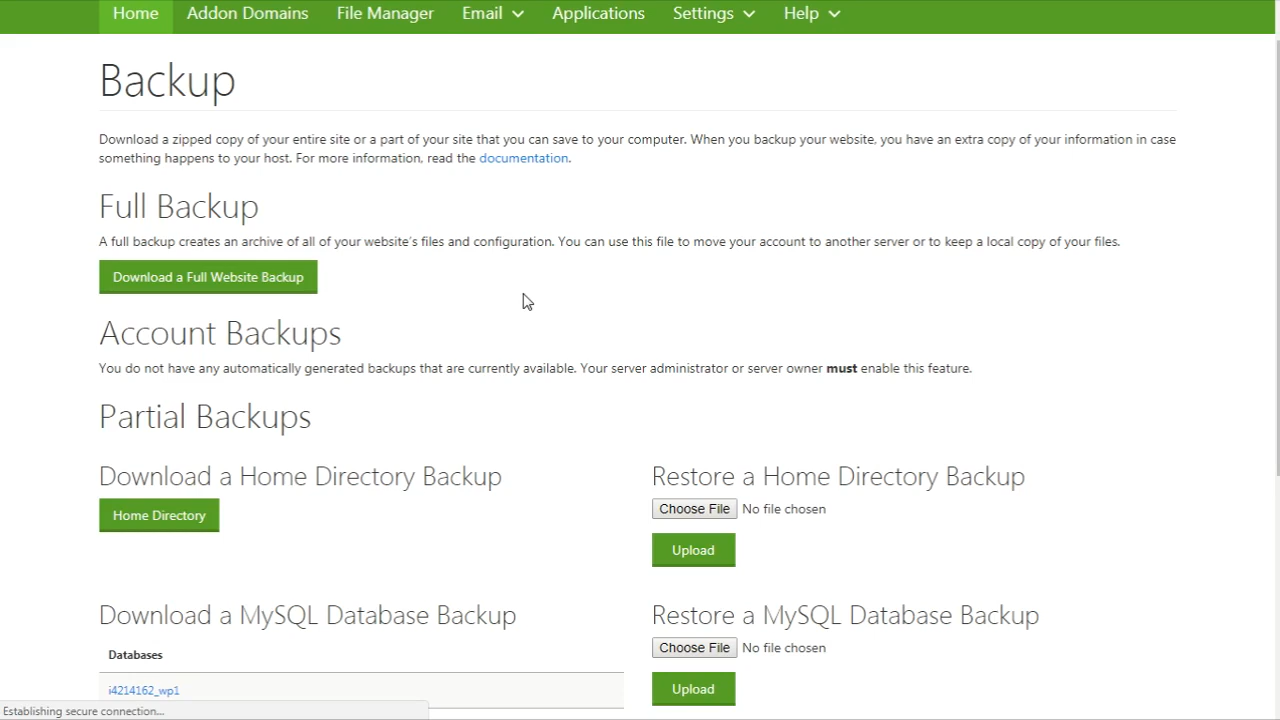 Home Addon Domains File Manager Email Applications Settings Help
Backup
Download a zipped copy of your entire site or a part of your site that you can save to your computer. When you backup your website, you have an extra copy of your information in case
something happens to your host. For more information, read the documentation.
Full Backup
A full backup creates an archive of all of your website's files and configuration. You can use this file to move your account to another server or to keep a local copy of your files.
Download a Full Website Backup
Account Backups
You do not have any automatically generated backups that are currently available. Your server administrator or server owner must enable this feature.
Partial Backups
Download a Home Directory Backup
Home Directory
Restore a Home Directory Backup
Choose File No file chosen
Upload
Download a MySQL Database Backup
Databases
i4214162_wp1
Restore a MySQL Database Backup
Choose File No file chosen
Upload
Establishing secure connection...